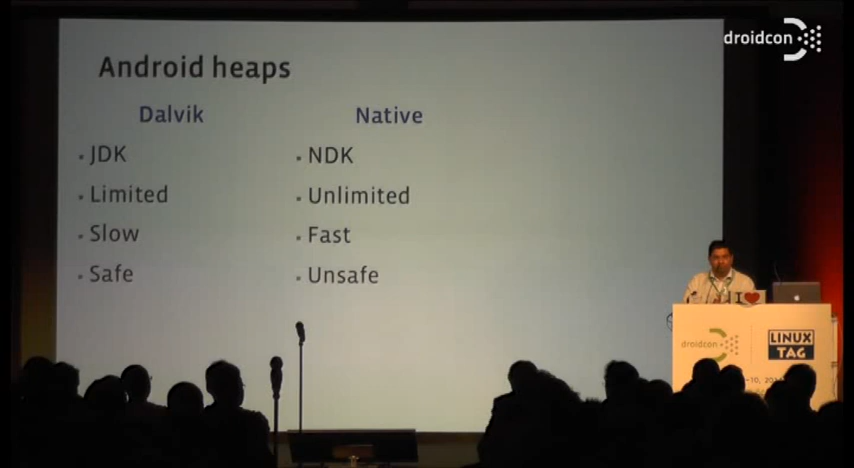 droidcon
Android heaps
Dalvik
JDK
Limited
Slow
Safe
Native
NDK
Unlimited
Fast
Unsafe
I
droidcon
LINUX
TAG